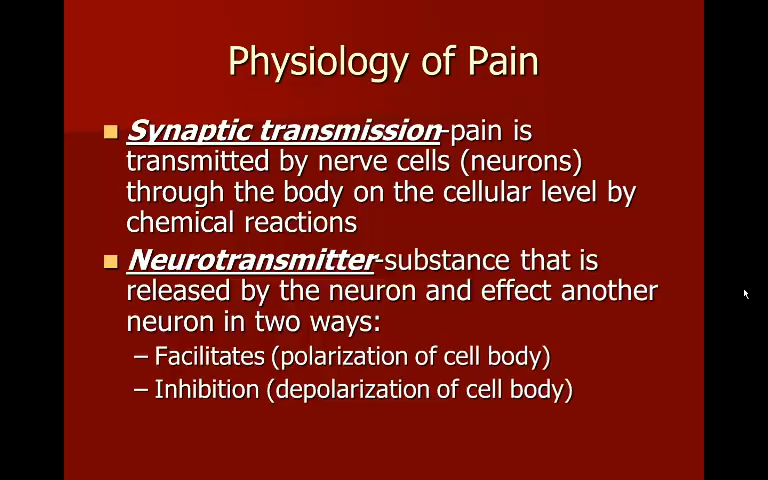 Physiology of Pain
Synaptic transmission-pain is
transmitted by nerve cells (neurons)
through the body on the cellular level by
chemical reactions
Neurotransmitter-substance that is
released by the neuron and effect another
neuron in two ways:
– Facilitates (polarization of cell body)
– Inhibition (depolarization of cell body)